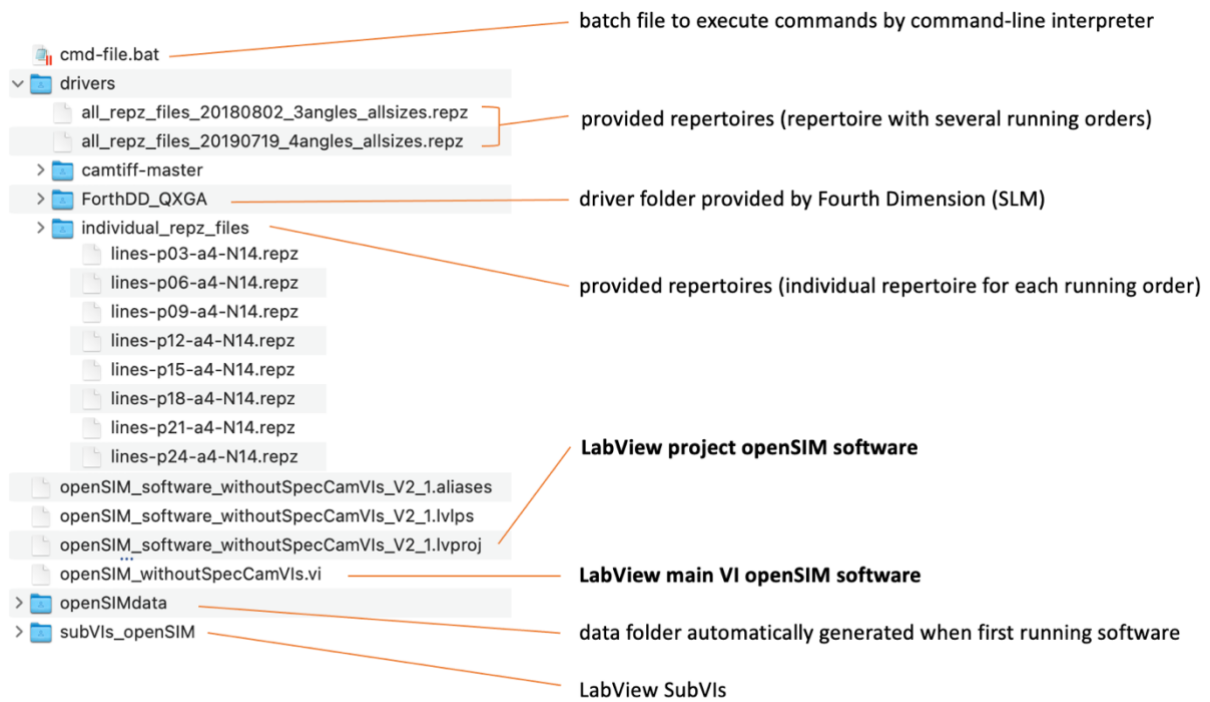 batch file to execute commands by command-line interpreter
cmd-file.bat
drivers
all_repz_files_20180802_3angles_allsizes.repz
provided repertoires (repertoire with several running orders)
all_repz_files_20190719_4angles_allsizes.repz
camtiff-master
ForthDD_QXGA
driver folder provided by Fourth Dimension (SLM)
individual_repz_files
lines-p03-a4-N14.repz
lines-p06-a4-N14.repz
provided repertoires (individual repertoire for each running order)
lines-p09-a4-N14.repz
lines-p12-a4-N14.repz
lines-p15-a4-N14.repz
lines-p18-a4-N14.repz
lines-p21-a4-N14.repz
LabView project openSIM software
lines-p24-a4-N14.repz
openSIM_software_withoutSpecCamVIs_V2_1.aliases
openSIM_software_withoutSpecCamVIs_V2_1.lvlps
openSIM_software_withoutSpecCamVIs_V2_1.lvproj
openSIM_withoutSpecCamVIs.vi
LabView main VI openSIM software
openSIMdata
data folder automatically generated when first running software
subVIs_openSIM
LabView SubVIs